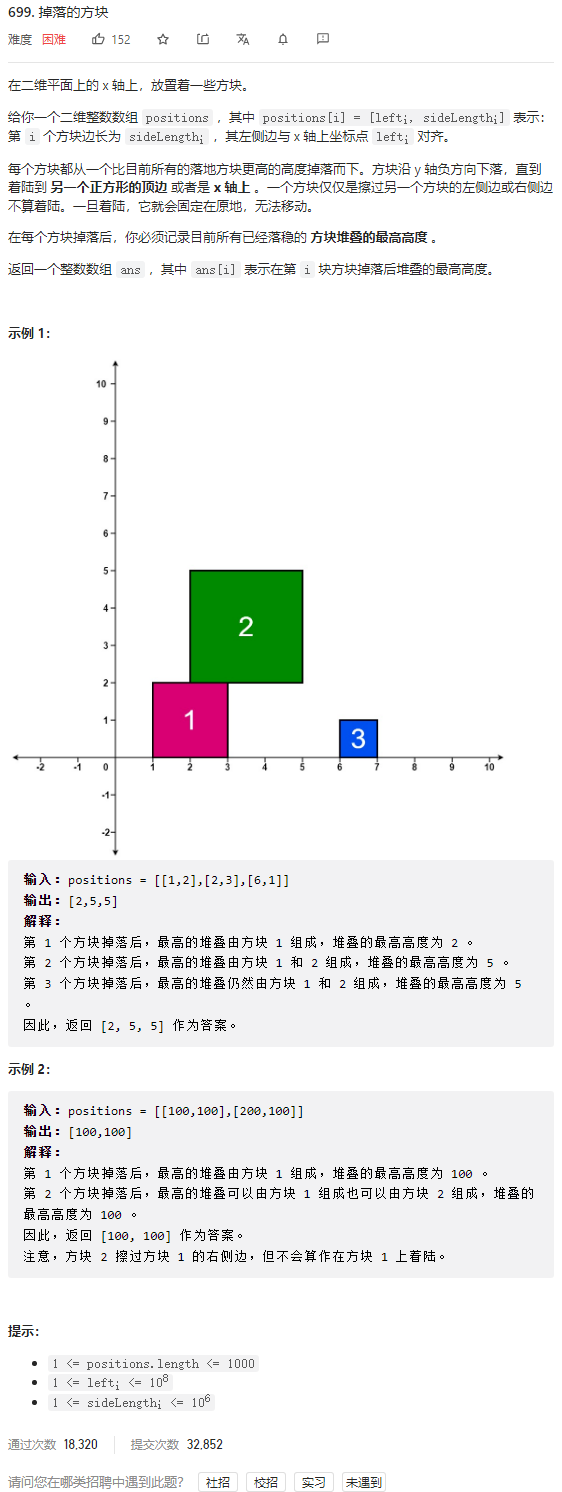 699. 掉落的方块
难度 困难 152
在二维平面上的 x 轴上，放置着一些方块。
给你一个二维整数数组 positions ，其中 positions[i] = [leftᵢ, sideLengthᵢ] 表示：
第 i 个方块边长为 sideLengthᵢ ，其左侧边与 x 轴上坐标点 leftᵢ 对齐。
每个方块都从一个比目前所有的落地方块更高的高度掉落而下。方块沿 y 轴负方向下落，直到
着陆到 另一个正方形的顶边 或者是 x 轴上 。一个方块仅仅是擦过另一个方块的左侧边或右侧边
不算着陆。一旦着陆，它就会固定在原地，无法移动。
在每个方块掉落后，你必须记录目前所有已经落稳的 方块堆叠的最高高度 。
返回一个整数数组 ans ，其中 ans[i] 表示在第 i 块方块掉落后堆叠的最高高度。
示例 1：
10
9
8
7
6
5
4
3
2
1
2
1
3
-2 -1 0 1 2 3 4 5 6 7 8 9 10
-1
-2
输入：positions = [[1,2],[2,3],[6,1]]
输出：[2,5,5]
解释：
第 1 个方块掉落后，最高的堆叠由方块 1 组成，堆叠的最高高度为 2 。
第 2 个方块掉落后，最高的堆叠由方块 1 和 2 组成，堆叠的最高高度为 5 。
第 3 个方块掉落后，最高的堆叠仍然由方块 1 和 2 组成，堆叠的最高高度为 5
。
因此，返回 [2, 5, 5] 作为答案。
示例 2：
输入：positions = [[100,100],[200,100]]
输出：[100,100]
解释：
第 1 个方块掉落后，最高的堆叠由方块 1 组成，堆叠的最高高度为 100 。
第 2 个方块掉落后，最高的堆叠可以由方块 1 组成也可以由方块 2 组成，堆叠的
最高高度为 100 。
因此，返回 [100, 100] 作为答案。
注意，方块 2 擦过方块 1 的右侧边，但不会算作在方块 1 上着陆。
提示：
1 <= positions.length <= 1000
1 <= leftᵢ <= 10⁸
1 <= sideLengthᵢ <= 10⁶
通过次数 18,320 提交次数 32,852
请问您在哪类招聘中遇到此题？ 社招 校招 实习 未遇到